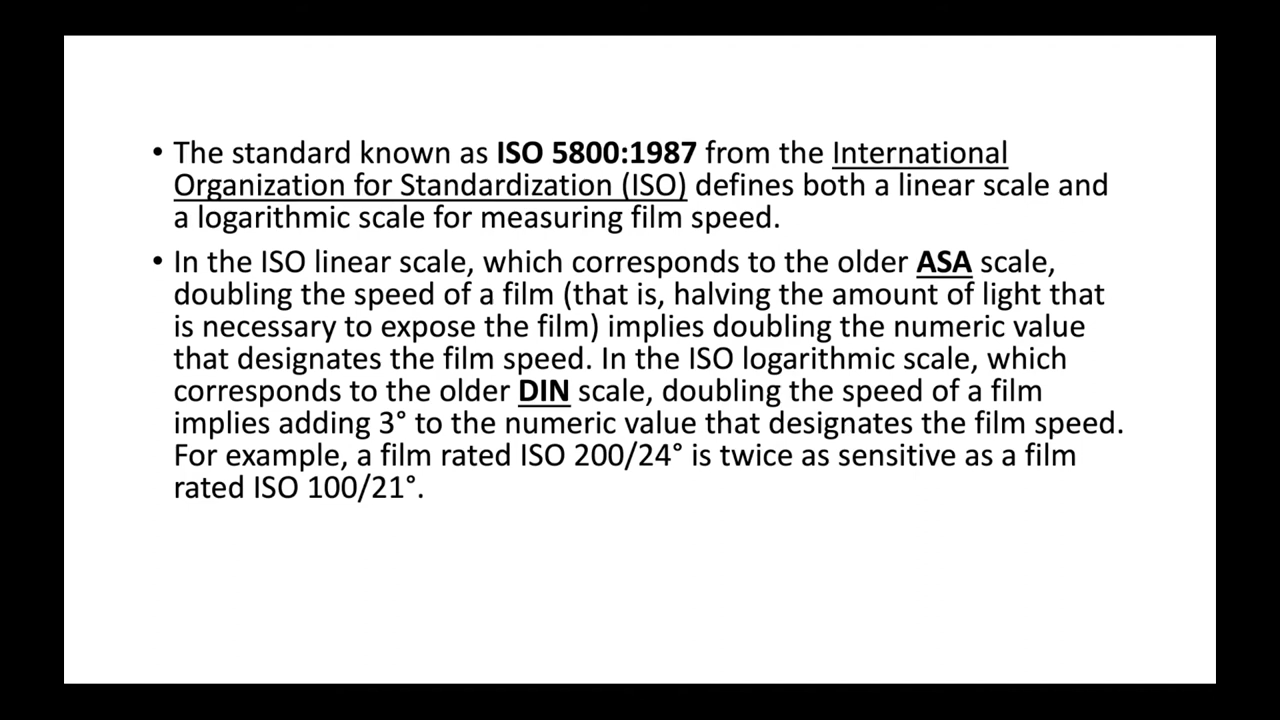 • The standard known as ISO 5800:1987 from the International
Organization for Standardization (ISO) defines both a linear scale and
a logarithmic scale for measuring film speed.
• In the ISO linear scale, which corresponds to the older ASA scale,
doubling the speed of a film (that is, halving the amount of light that
is necessary to expose the film) implies doubling the numeric value
that designates the film speed. In the ISO logarithmic scale, which
corresponds to the older DIN scale, doubling the speed of a film
implies adding 3° to the numeric value that designates the film speed.
For example, a film rated ISO 200/24° is twice as sensitive as a film
rated ISO 100/21°.